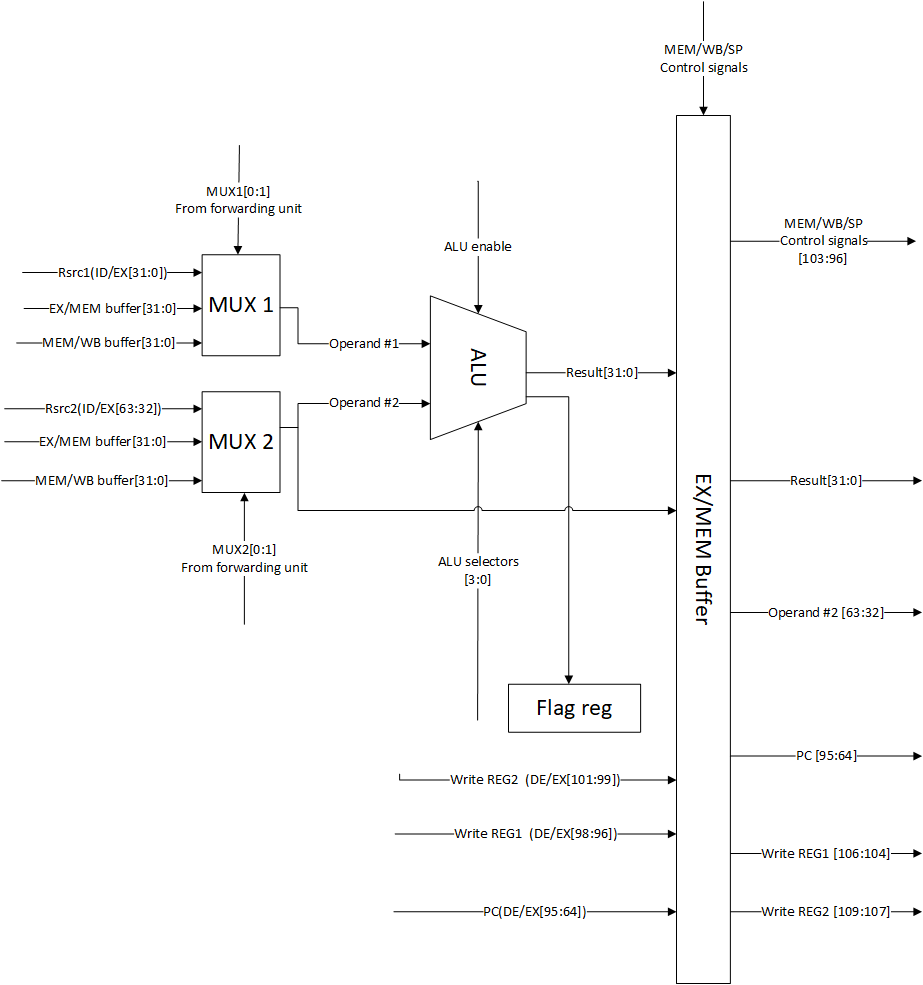 MEM/WB/SP
Control signals
MUX1[0:1]
From forwarding unit
MEM/WB/SP
Control signals
[103:96]
ALU enable
Rsrc1(ID/EX[31:0])
EX/MEM buffer[31:0]
MEM/WB buffer[31:0]
MUX 1
Operand #1
ALU
Result[31:0]
Rsrc2(ID/EX[63:32])
EX/MEM buffer[31:0]
MEM/WB buffer[31:0]
MUX 2
Operand #2
Result[31:0]
EX/MEM Buffer
MUX2[0:1]
From forwarding unit
ALU selectors
[3:0]
Operand #2 [63:32]
Flag reg
PC [95:64]
Write REG2  (DE/EX[101:99])
Write REG1  (DE/EX[98:96])
Write REG1 [106:104]
PC(DE/EX[95:64])
Write REG2 [109:107]